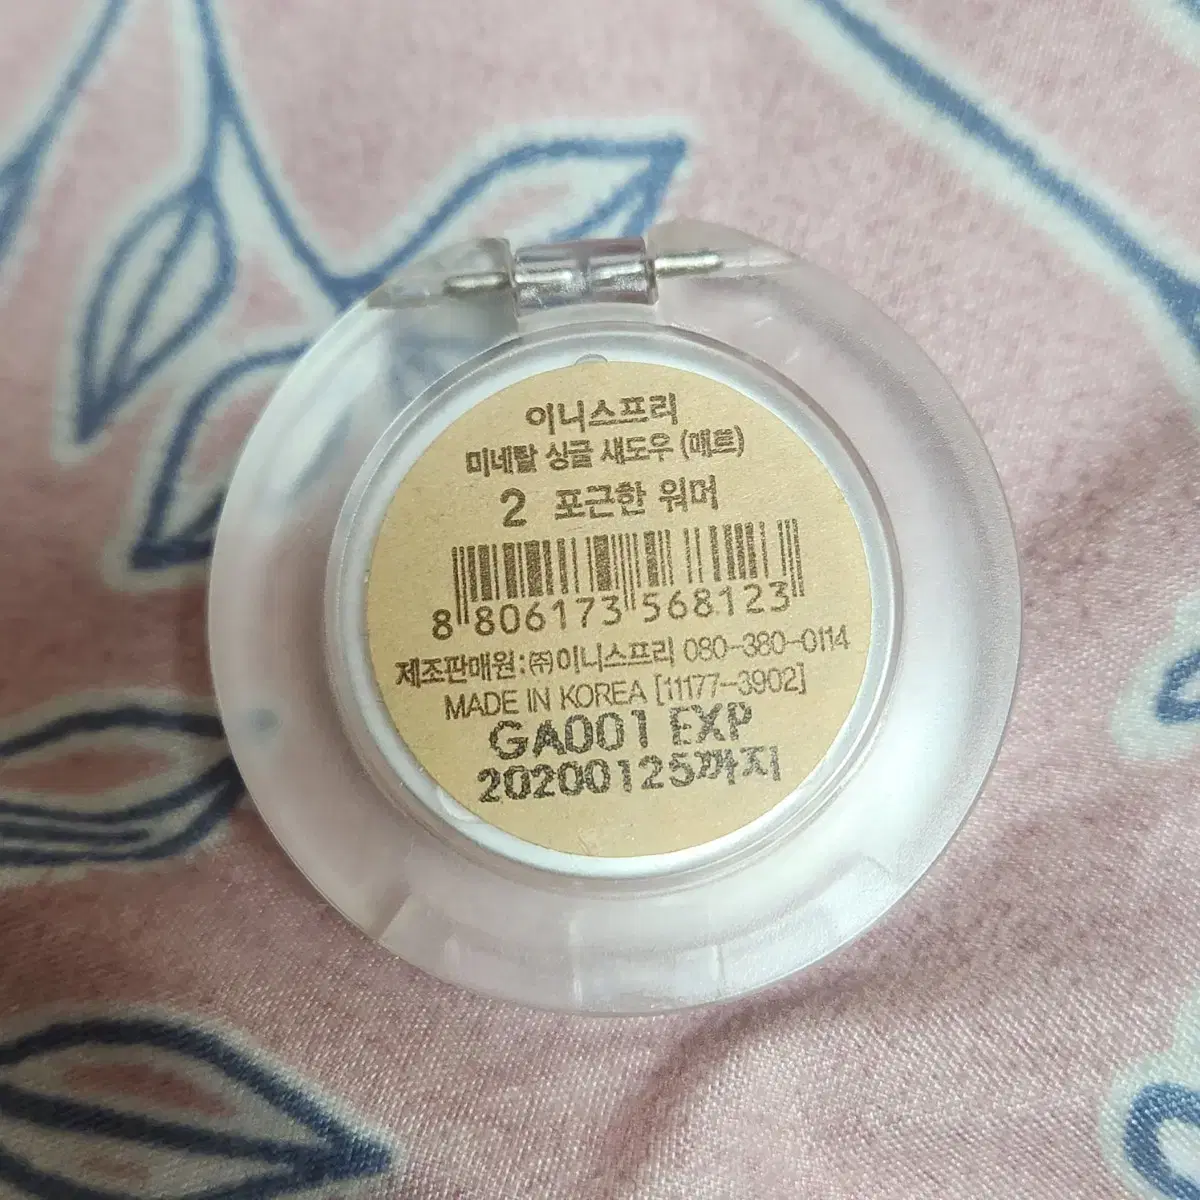 이니스프리
미네랄 싱글 섀도우 (매트)
2 포근한 워머
8 806173 568123
제조판매원:㈜이니스프리 080-380-0114
MADE IN KOREA [11177-3902]
GA001 EXP
20200125까지